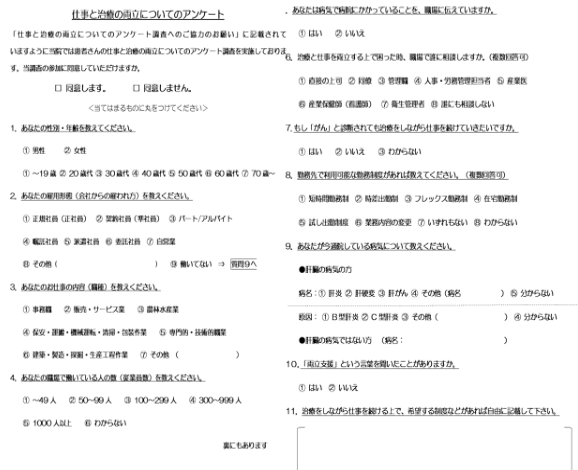 仕事と治療の両立についてのアンケート
「仕事と治療の両立についてのアンケート調査へのご協力のお願い」に記載されて
いますように当院では患者さんの仕事と治療の両立についてのアンケート調査を実施しておりま
す。当調査の参加に同意していただけますか。
□ 同意します。 □ 同意しません。
＜当てはまるものに丸をつけてください＞
1. あなたの性別・年齢を教えてください。
① 男性 ② 女性
① ～19歳 ② 20歳代 ③ 30歳代 ④ 40歳代 ⑤ 50歳代 ⑥ 60歳代 ⑦ 70歳～
2. あなたの雇用形態（会社からの雇われ方）を教えてください。
① 正規社員（正社員） ② 契約社員（準社員） ③ パート/アルバイト
④ 嘱託社員 ⑤ 派遣社員 ⑥ 委託社員 ⑦ 自営業
⑧ その他（ ） ⑨ 働いてない ⇒ 質問9へ
3. あなたのお仕事の内容（職種）を教えてください。
① 事務職 ② 販売・サービス業 ③ 農林水産業
④ 保安・運搬・機械運転・清掃・包装作業 ⑤ 専門的・技術的職業
⑥ 建築・製造・採掘・生産工程作業 ⑦ その他（ ）
4. あなたの職場で働いている人の数（従業員数）を教えてください。
① ～49人 ② 50～99人 ③ 100～299人 ④ 300～999人
⑤ 1000人以上 ⑥ わからない
裏にもあります
. あなたは病気で病院にかかっていることを、職場に伝えていますか。
① はい ② いいえ
6. 治療と仕事を両立する上で困った時、職場で誰に相談しますか。（複数回答可）
① 直接の上司 ② 同僚 ③ 管理職 ④ 人事・労務管理担当者 ⑤ 産業医
⑥ 産業保健師（看護師） ⑦ 衛生管理者 ⑧ 誰にも相談しない
7. もし「がん」と診断されても治療をしながら仕事を続けていきたいですか。
① はい ② いいえ ③ わからない
8. 勤務先で利用可能な勤務制度があれば教えてください。（複数回答可）
① 短時間勤務制 ② 時差出勤制 ③ フレックス勤務制 ④ 在宅勤務制
⑤ 試し出勤制度 ⑥ 業務内容の変更 ⑦ いずれもない ⑧ わからない
9. あなたが今通院している病気について教えください。
●肝臓の病気の方
病名：① 肝炎 ② 肝硬変 ③ 肝がん ④ その他（病名 ） ⑤ 分からない
原因：① B型肝炎 ② C型肝炎 ③ その他（ ） ④ 分からない
●肝臓の病気ではない方 （病名： ）
10. 「両立支援」という言葉を聞いたことがありますか。
① はい ② いいえ
11. 治療をしながら仕事を続ける上で、希望する制度などがあれば自由に記載して下さい。